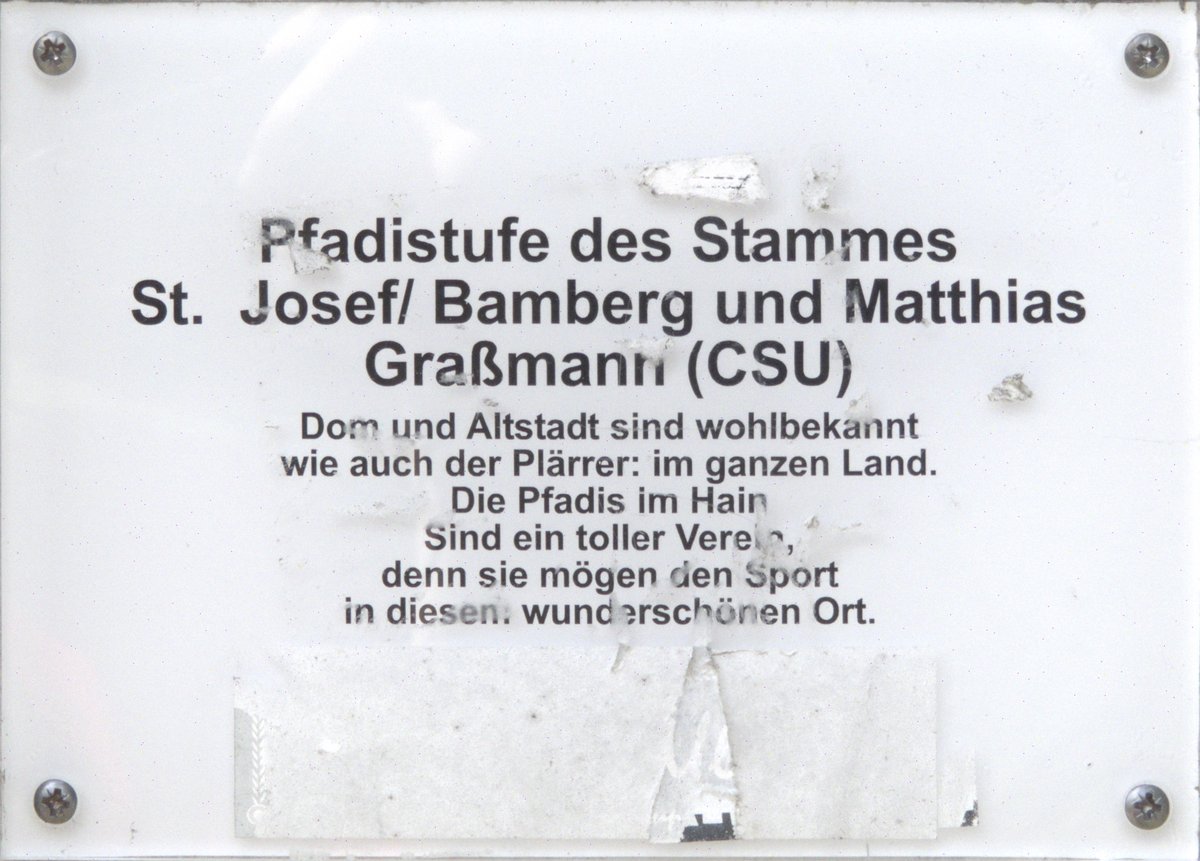 Pfadistufe des Stammes
St. Josef/ Bamberg und Matthias
Graßmann (CSU)
Dom und Altstadt sind wohlbekannt
wie auch der Plärrer: im ganzen Land.
Die Pfadis im Hain
Sind ein toller Verein,
denn sie mögen den Sport
in diesem wunderschönen Ort.